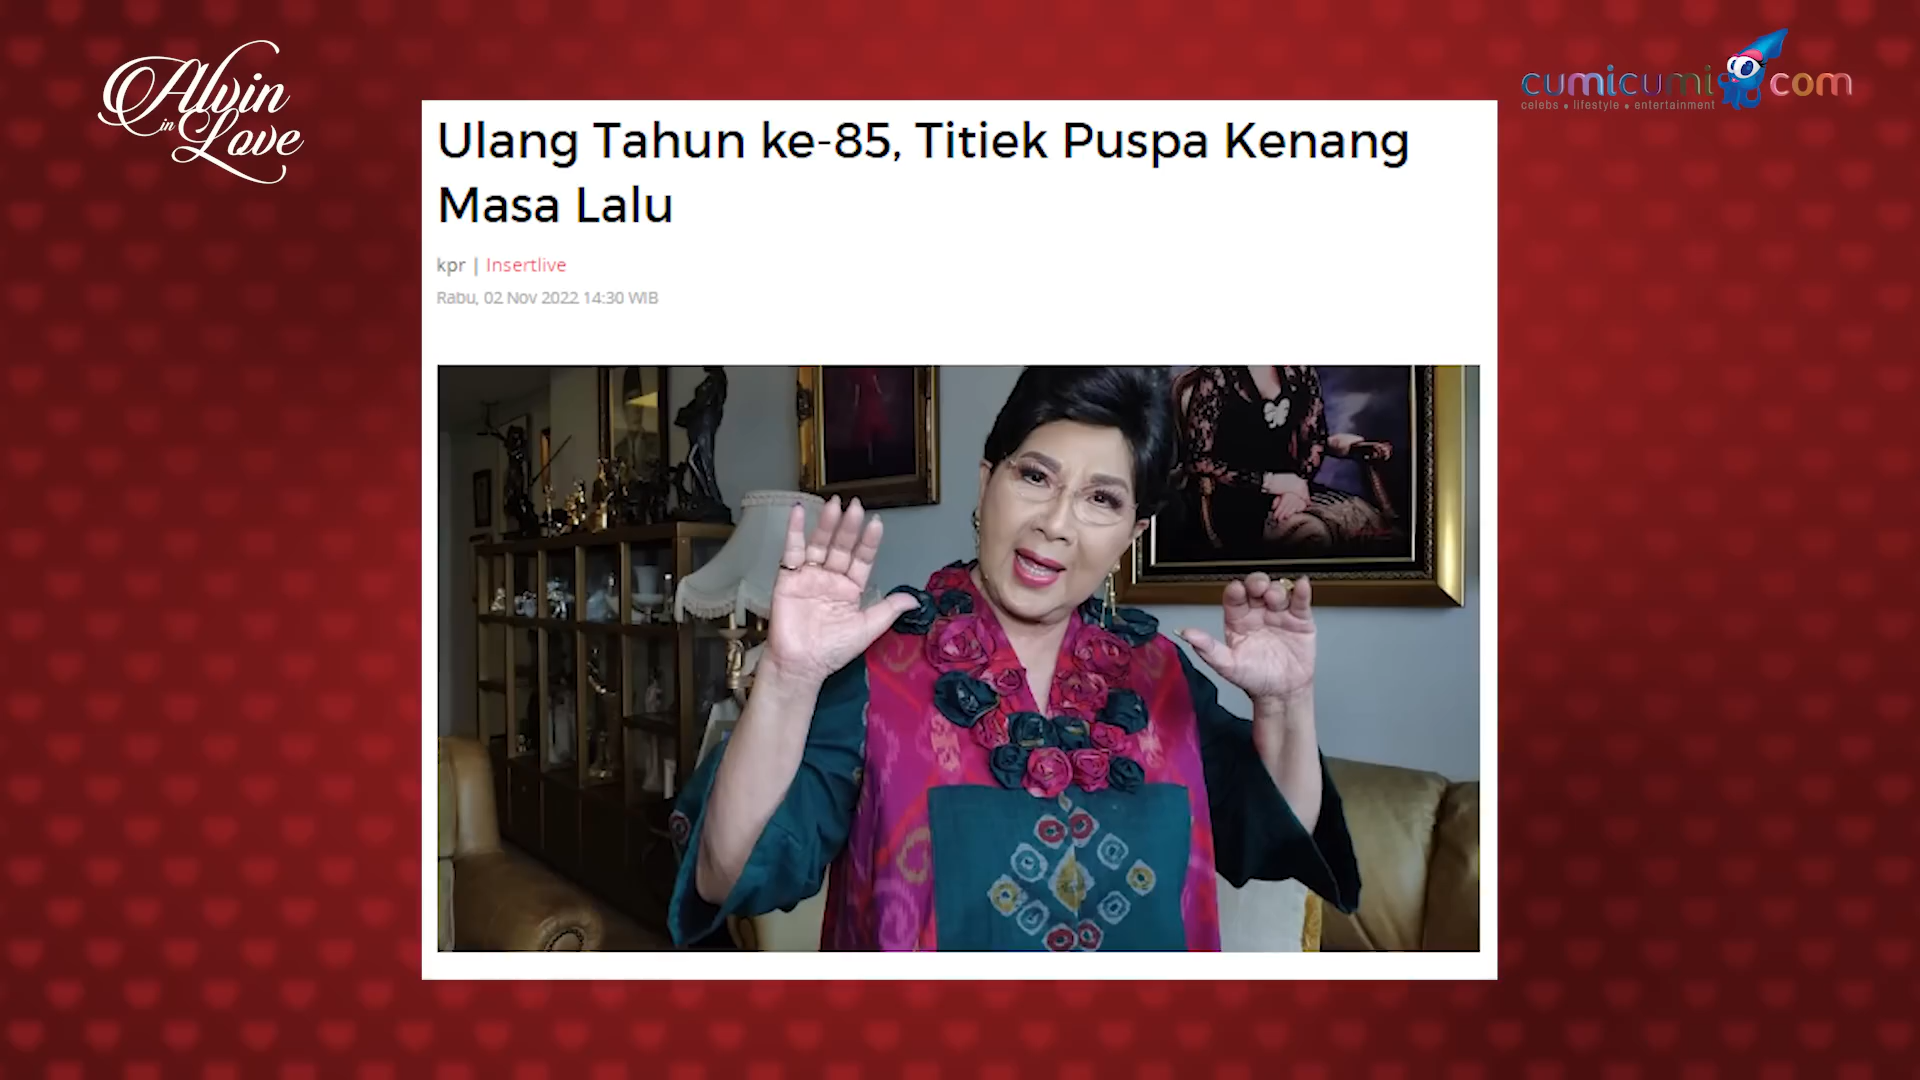 Alvin
in
Love
cumicumi.com
celebs • lifestyle • entertainment
Ulang Tahun ke-85, Titiek Puspa Kenang
Masa Lalu
kpr | Insertlive
Rabu, 02 Nov 2022 14:30 WIB